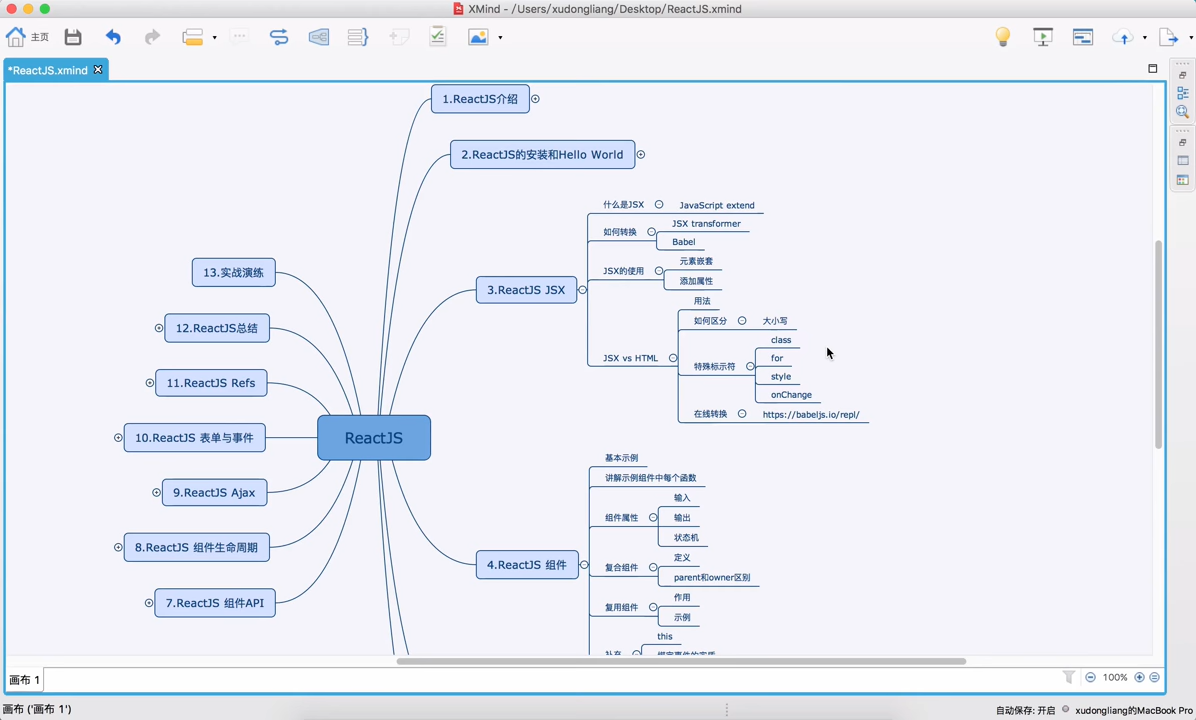 XMind - /Users/xudongliang/Desktop/ReactJS.xmind
主页
*ReactJS.xmind
1.ReactJS介绍
2.ReactJS的安装和Hello World
3.ReactJS JSX
什么是JSX
JavaScript extend
如何转换
JSX transformer
Babel
JSX的使用
元素嵌套
添加属性
JSX vs HTML
用法
如何区分
大小写
特殊标示符
class
for
style
onChange
在线转换
https://babeljs.io/repl/
13.实战演练
12.ReactJS总结
11.ReactJS Refs
10.ReactJS 表单与事件
9.ReactJS Ajax
8.ReactJS 组件生命周期
7.ReactJS 组件API
ReactJS
4.ReactJS 组件
基本示例
讲解示例组件中每个函数
组件属性
输入
输出
状态机
复合组件
定义
parent和owner区别
复用组件
作用
示例
补充
this
绑定事件的实质
画布 1
100%
画布 ('画布 1')
自动保存: 开启
xudongliang的MacBook Pro